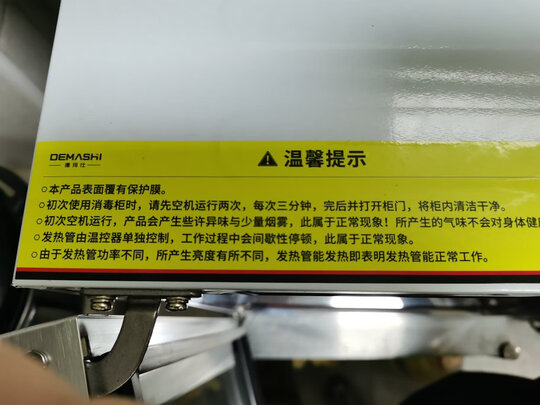 DEMASHI
德玛仕
温馨提示
本产品表面覆有保护膜。
初次使用消毒柜时，请先空机运行两次，每次三分钟，完后并打开柜门，将柜内清洁干净。
初次空机运行，产品会产生些许异味与少量烟雾，此属于正常现象！所产生的气味不会对身体健
发热管由温控器单独控制，工作过程中会间歇性停顿，此属于正常现象。
由于发热管功率不同，所产生亮度有所不同，发热管能发热即表明发热管能正常工作。